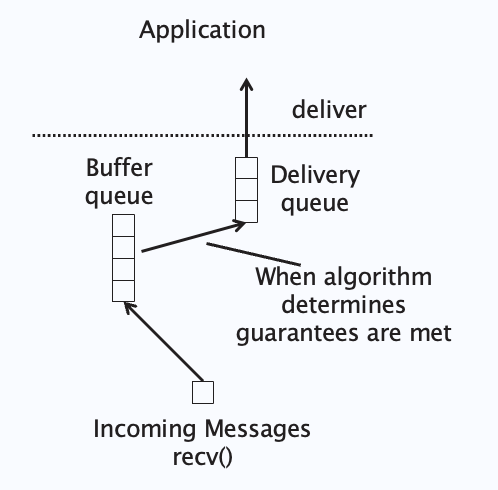 Application
deliver
Buffer
queue
Delivery
queue
When algorithm
determines
guarantees are met
Incoming Messages
recv()